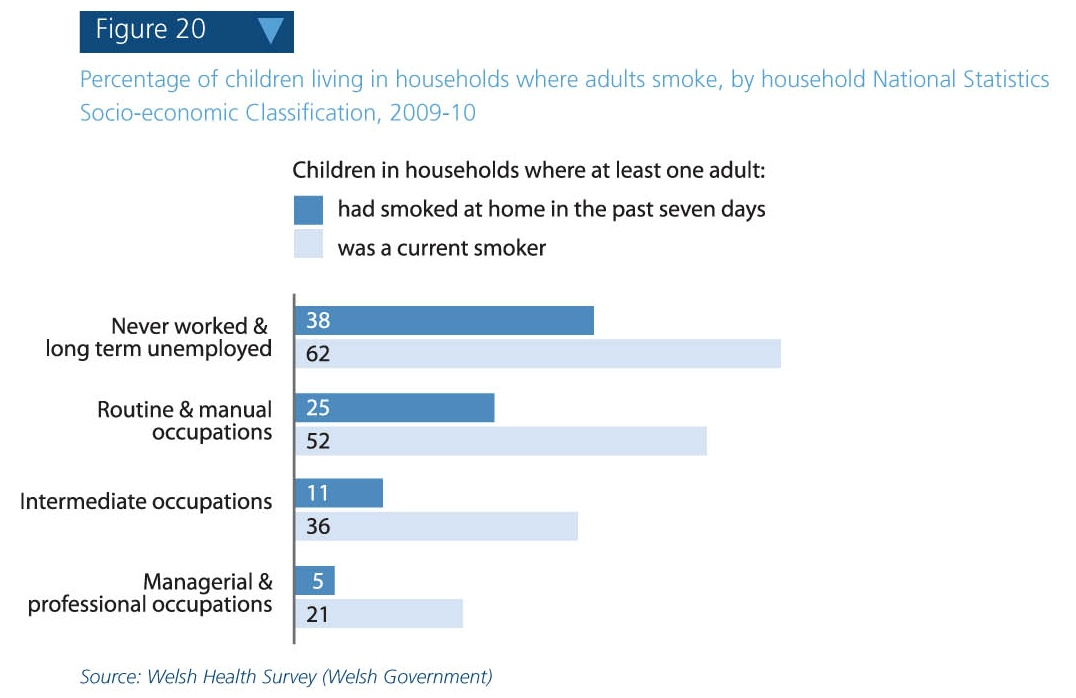 Figure 20
Percentage of children living in households where adults smoke, by household National Statistics
Socio-economic Classification, 2009-10
Children in households where at least one adult:
had smoked at home in the past seven days
was a current smoker
Never worked &
long term unemployed
38
62
Routine & manual
occupations
25
52
Intermediate occupations
11
36
Managerial &
professional occupations
5
21
Source: Welsh Health Survey (Welsh Government)